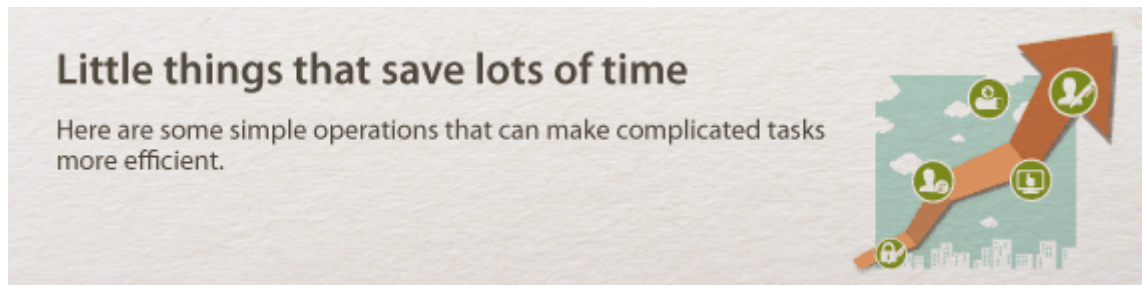 Little things that save lots of time
Here are some simple operations that can make complicated tasks
more efficient.